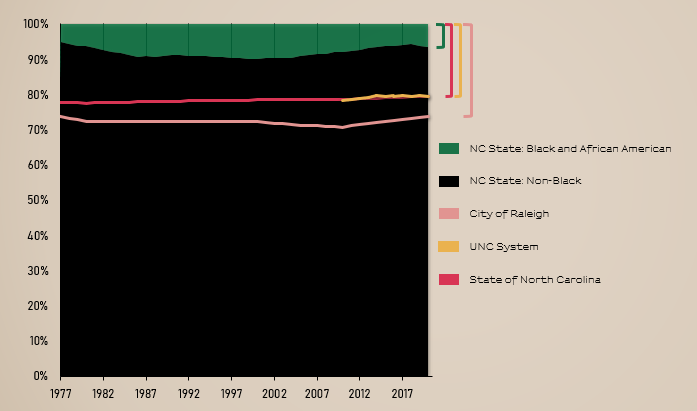 100%
90%
80%
70%
60%
50%
40%
30%
20%
10%
0%
1977 1982 1987 1992 1997 2002 2007 2012 2017
NC State: Black and African American
NC State: Non-Black
City of Raleigh
UNC System
State of North Carolina